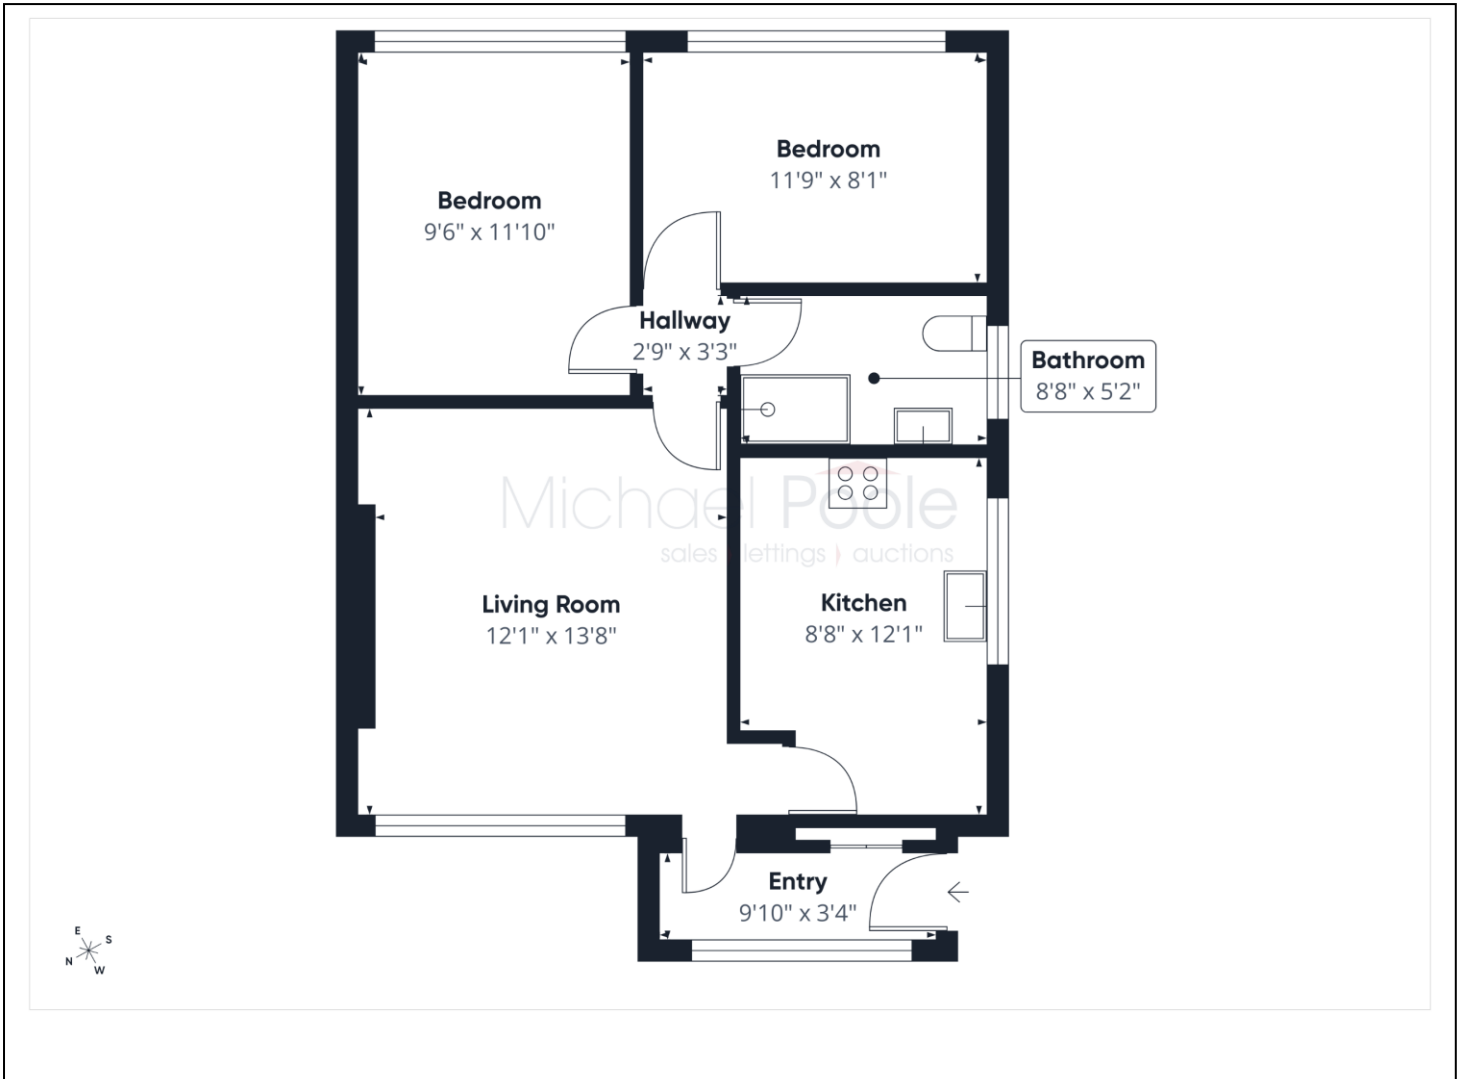 Bedroom
11'9" x 8'1"
Bedroom
9'6" x 11'10"
Hallway
2'9" x 3'3"
Bathroom
8'8" x 5'2"
Michael Poole
sales lettings auctions
Living Room
12'1" x 13'8"
Kitchen
8'8" x 12'1"
Entry
9'10" x 3'4"
E
S
N
W